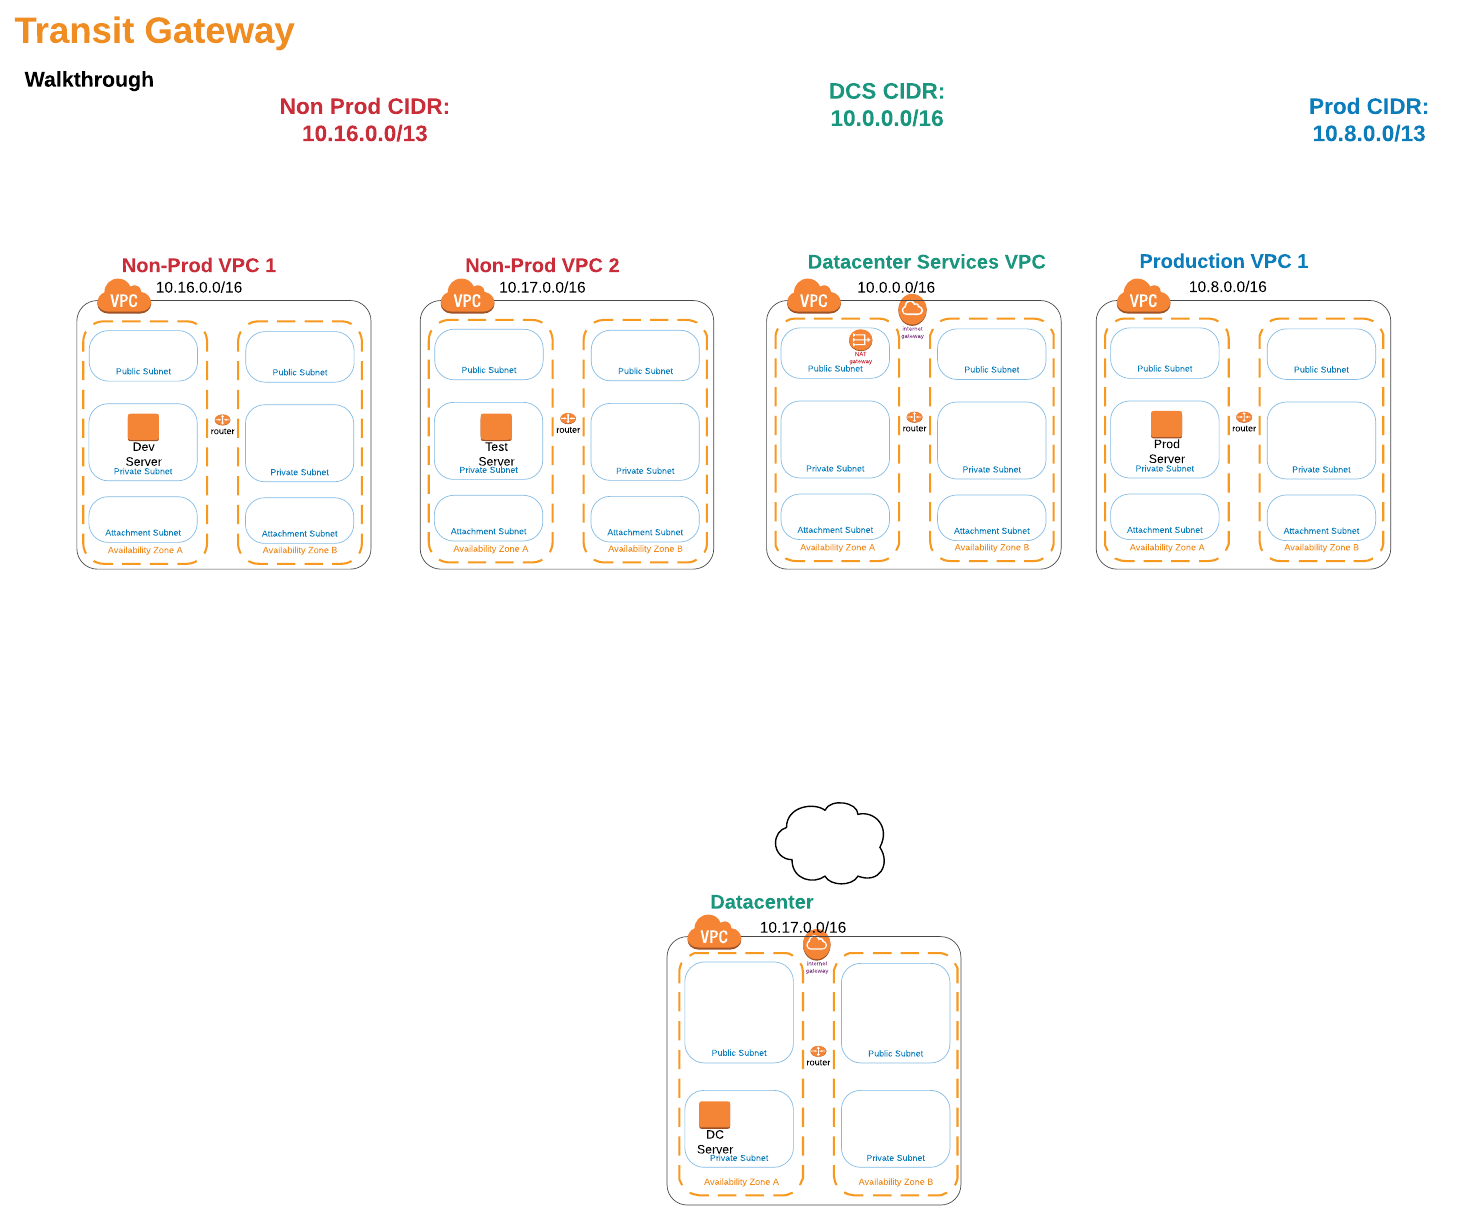 Transit Gateway
Walkthrough
Non Prod CIDR:
10.16.0.0/13
DCS CIDR:
10.0.0.0/16
Prod CIDR:
10.8.0.0/13
Non-Prod VPC 1
10.16.0.0/16
VPC
Public Subnet
Public Subnet
Dev
Server
Private Subnet
router
Private Subnet
Attachment Subnet
Attachment Subnet
Availability Zone A
Availability Zone B
Non-Prod VPC 2
10.17.0.0/16
VPC
Public Subnet
Public Subnet
Test
Server
Private Subnet
router
Private Subnet
Attachment Subnet
Attachment Subnet
Availability Zone A
Availability Zone B
Datacenter Services VPC
10.0.0.0/16
VPC
internet
gateway
NAT
gateway
Public Subnet
Public Subnet
router
Private Subnet
Private Subnet
Attachment Subnet
Attachment Subnet
Availability Zone A
Availability Zone B
Production VPC 1
10.8.0.0/16
VPC
Public Subnet
Public Subnet
Prod
Server
Private Subnet
router
Private Subnet
Attachment Subnet
Attachment Subnet
Availability Zone A
Availability Zone B
Datacenter
10.17.0.0/16
VPC
internet
gateway
Public Subnet
Public Subnet
router
DC
Server
Private Subnet
Private Subnet
Availability Zone A
Availability Zone B